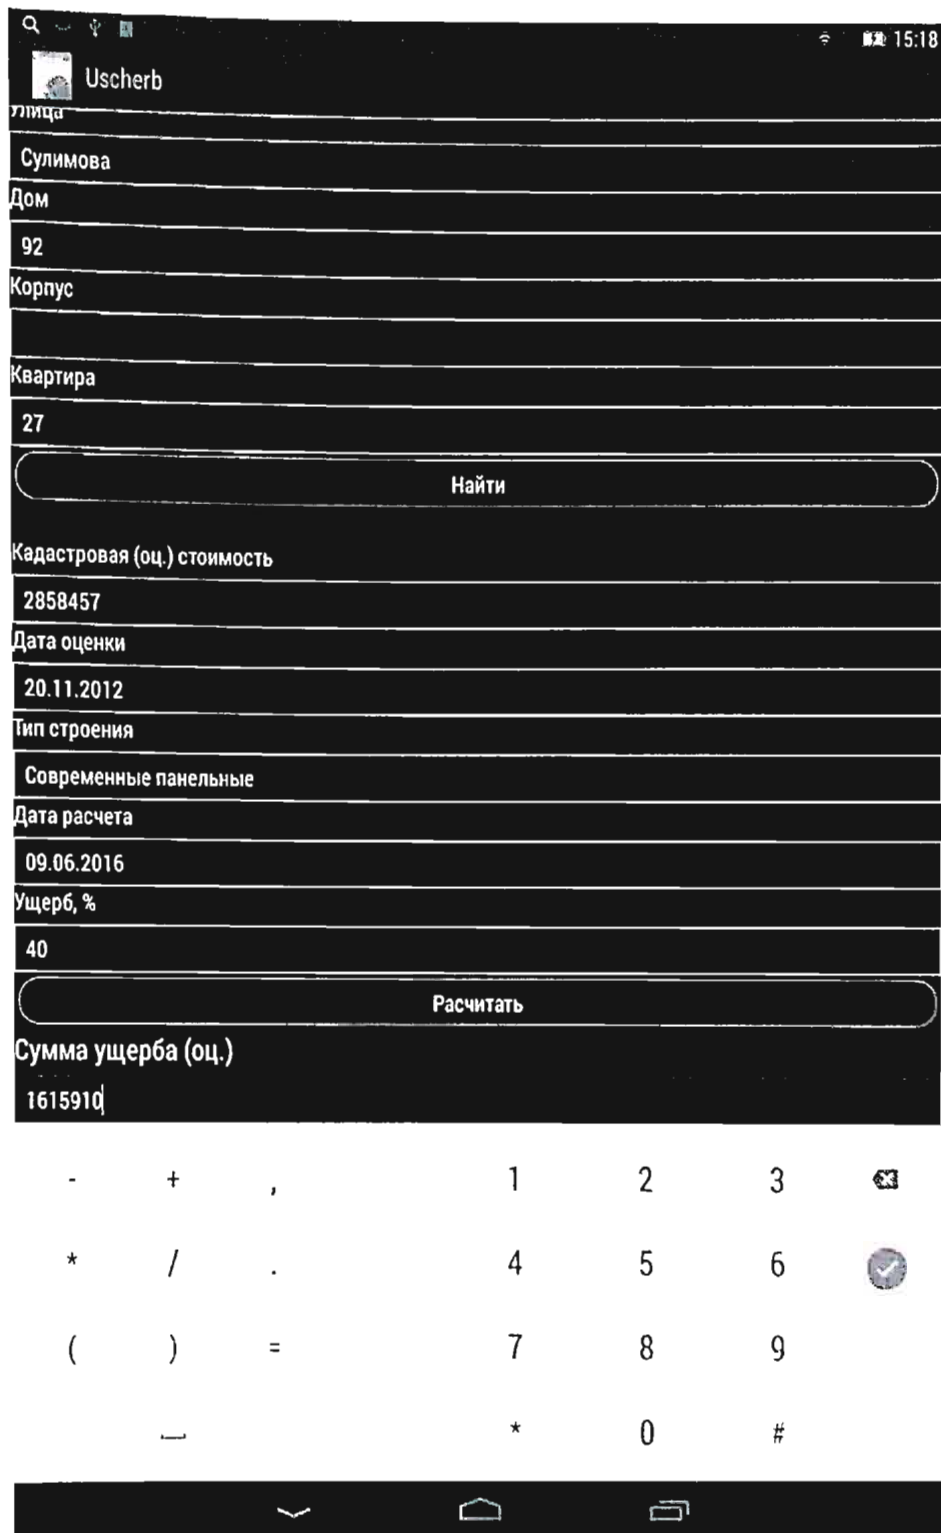 15:18
Uscherb
Улица
Сулимова
Дом
92
Корпус
Квартира
27
Найти
Кадастровая (оц.) стоимость
2858457
Дата оценки
20.11.2012
Тип строения
Современные панельные
Дата расчета
09.06.2016
Ущерб, %
40
Расчитать
Сумма ущерба (оц.)
1615910
- + , 1 2 3
* / . 4 5 6
( ) = 7 8 9
* 0 #